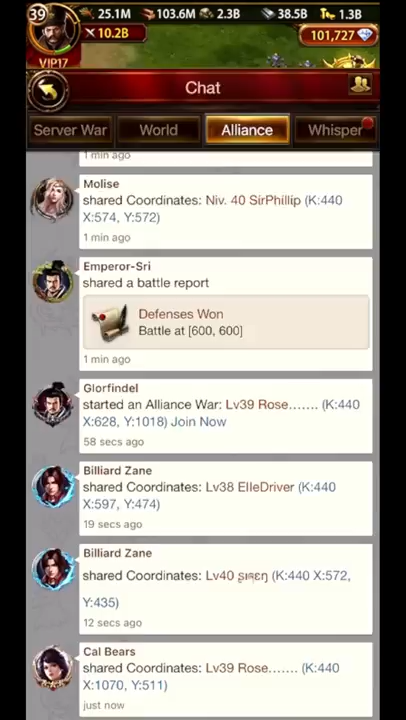 39
25.1M 103.6M 2.3B 38.5B 1.3B
10.2B
101,727
VIP17
Chat
Server War World Alliance Whisper
1 min ago
Molise
shared Coordinates: Niv. 40 SirPhillip (K:440
X:574, Y:572)
1 min ago
Emperor-Sri
shared a battle report
Defenses Won
Battle at [600, 600]
1 min ago
Glorfindel
started an Alliance War: Lv39 Rose....... (K:440
X:628, Y:1018) Join Now
58 secs ago
Billiard Zane
shared Coordinates: Lv38 ElleDriver (K:440
X:597, Y:474)
19 secs ago
Billiard Zane
shared Coordinates: Lv40 (K:440 X:572,
Y:435)
12 secs ago
Cal Bears
shared Coordinates: Lv39 Rose....... (K:440
X:1070, Y:511)
just now